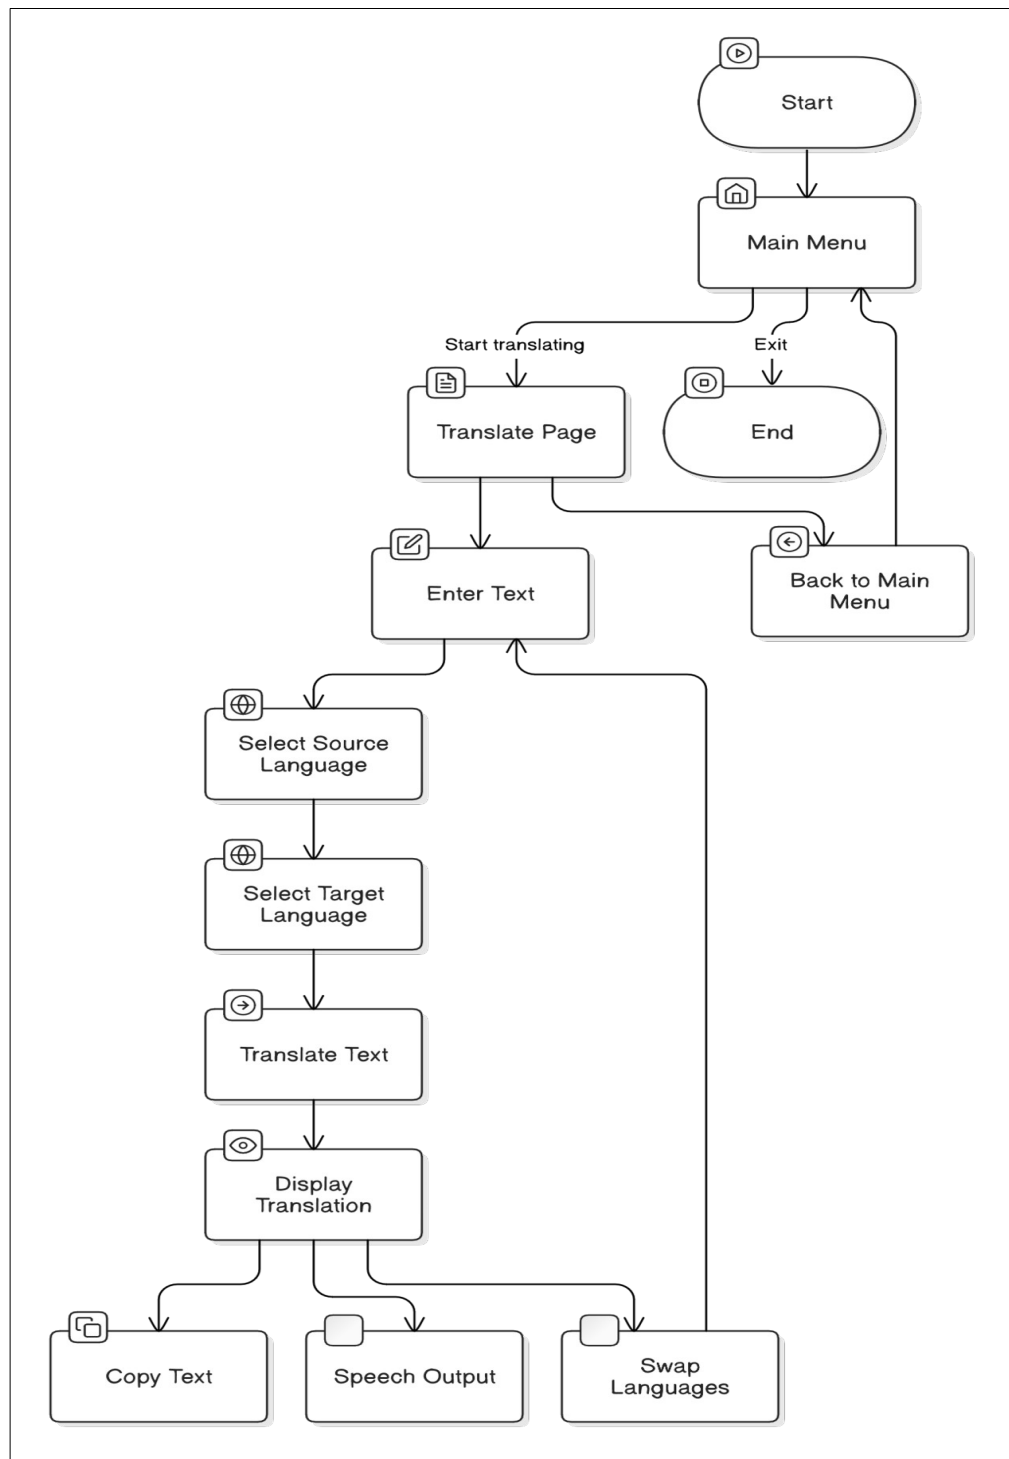 Start
Main Menu
Start translating
Exit
Translate Page
End
Enter Text
Back to Main
Menu
Select Source
Language
Select Target
Language
Translate Text
Display
Translation
Copy Text
Speech Output
Swap
Languages